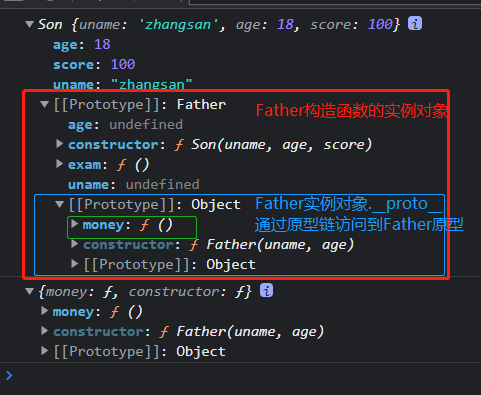 Son {uname: 'zhangsan', age: 18, score: 100} i
age: 18
score: 100
uname: "zhangsan"
[[Prototype]]: Father
Father构造函数的实例对象
age: undefined
constructor: ƒ Son(uname, age, score)
exam: ƒ ()
uname: undefined
[[Prototype]]: Object
Father实例对象.__proto__
money: ƒ ()
通过原型链访问到Father原型
constructor: ƒ Father(uname, age)
[[Prototype]]: Object
{money: ƒ, constructor: ƒ} i
money: ƒ ()
constructor: ƒ Father(uname, age)
[[Prototype]]: Object